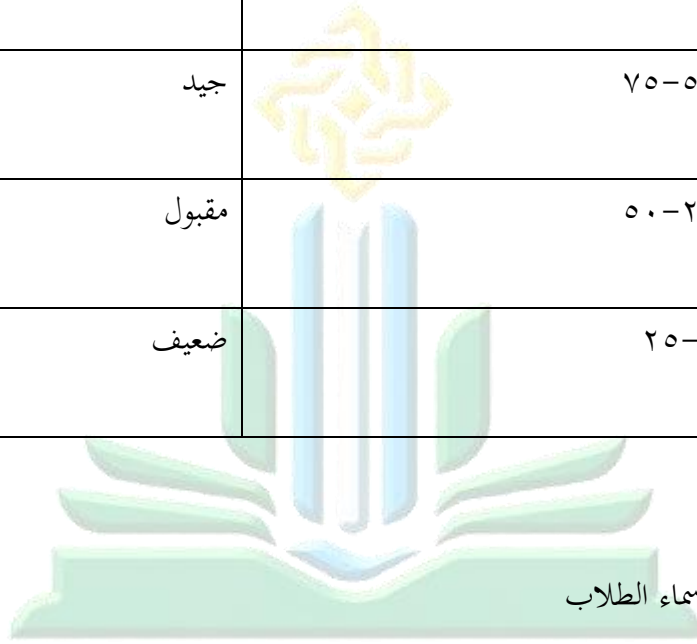 ٧٥-٥ جيد
٥٠-٢ مقبول
٢٥- ضعيف
سماء الطلاب